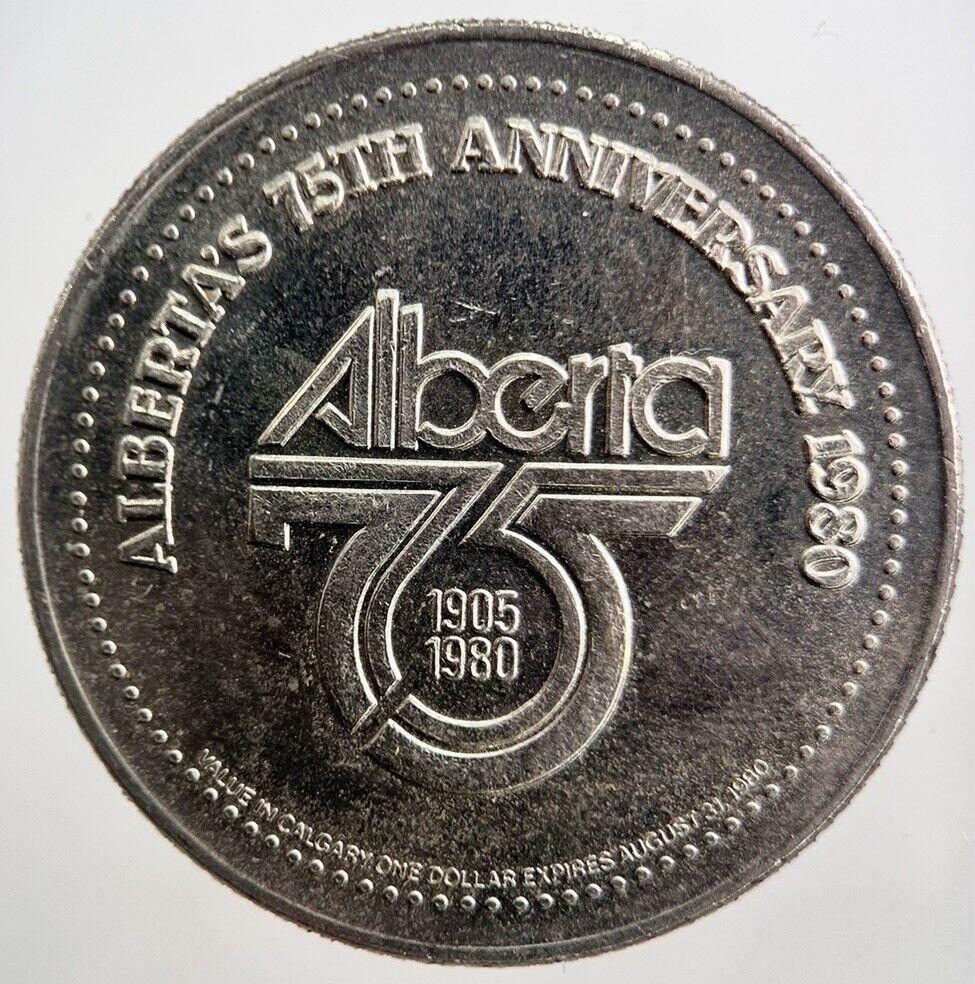 ALBERTA'S 75TH ANNIVERSARY 1980
Alberta
75
1905
1980
VALUE IN CALGARY ONE DOLLAR EXPIRES AUGUST 31, 1980